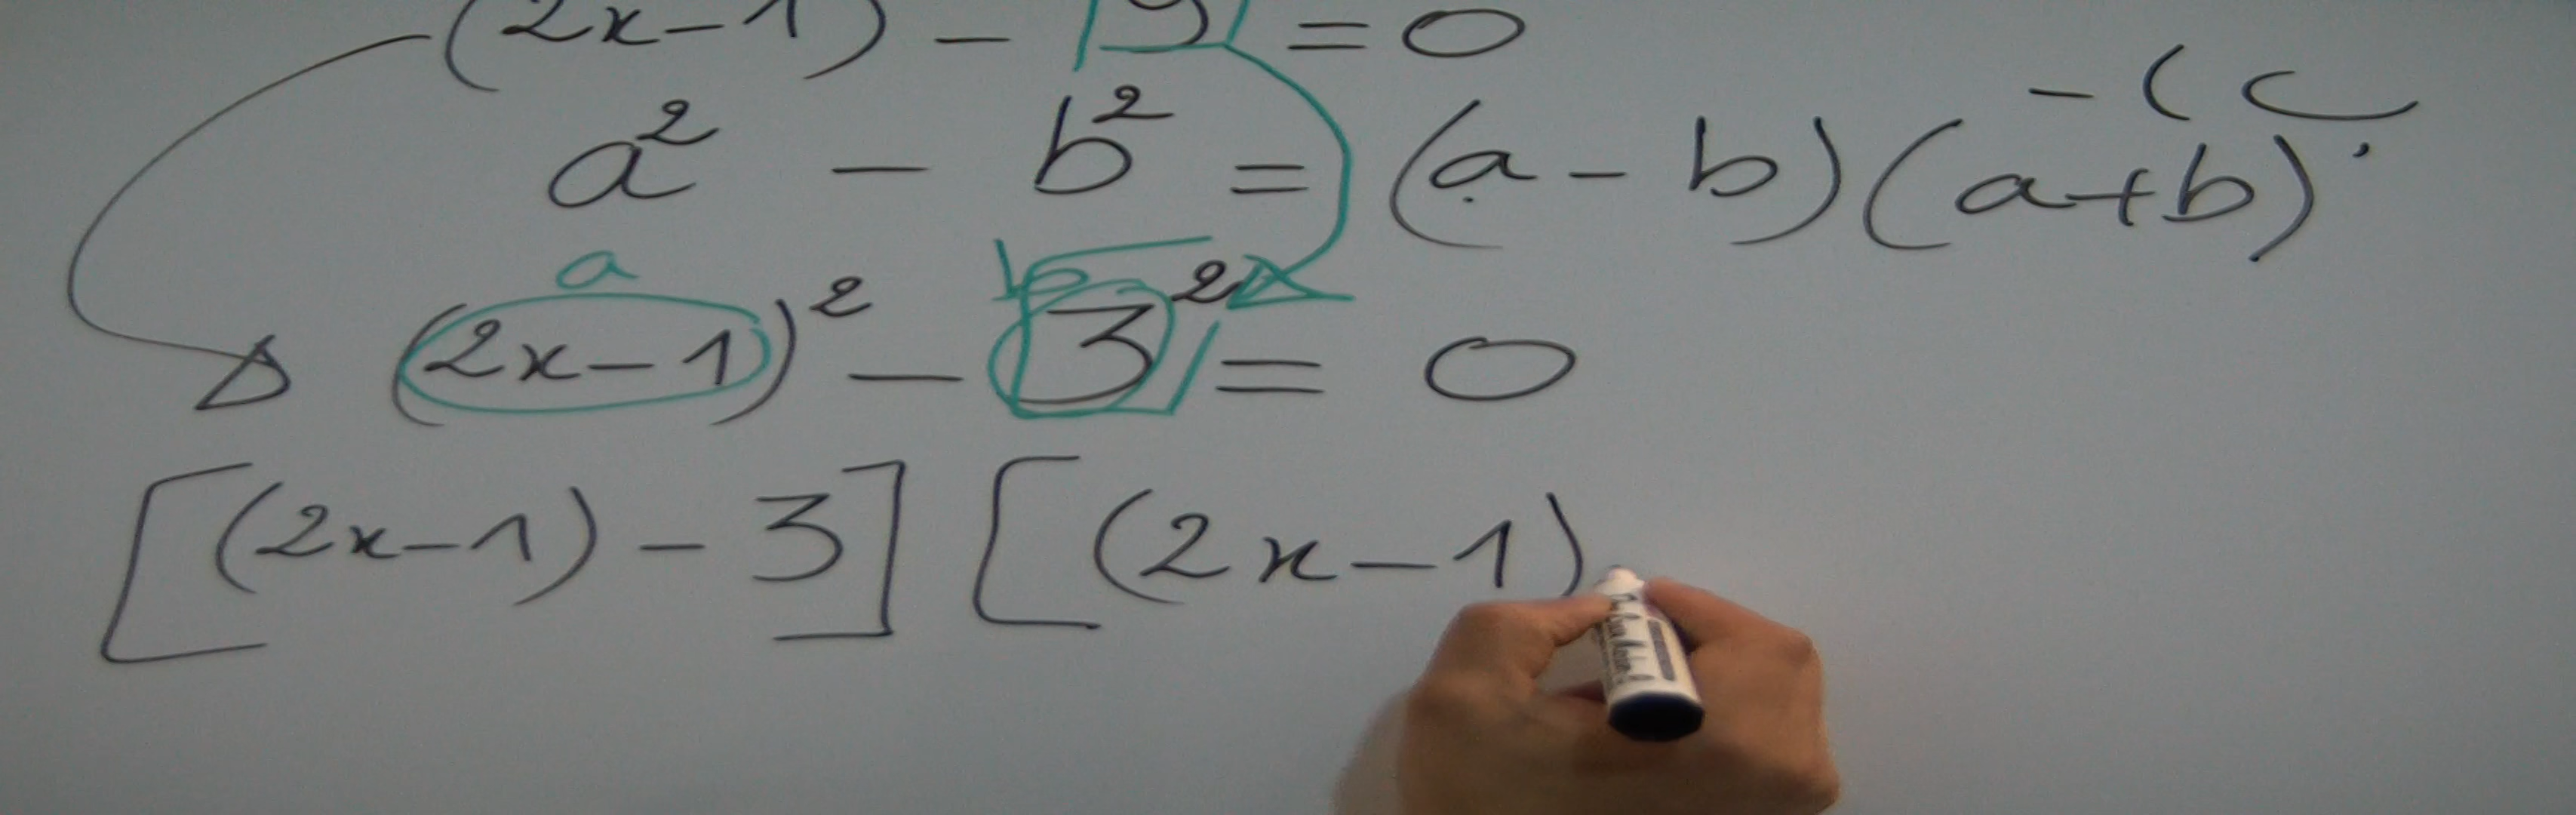 (2x-1) - 9 = 0
a² - b² = (a - b)(a+b)
a b
(2x-1)² - 3² = 0
[(2x-1) - 3] [(2x-1)